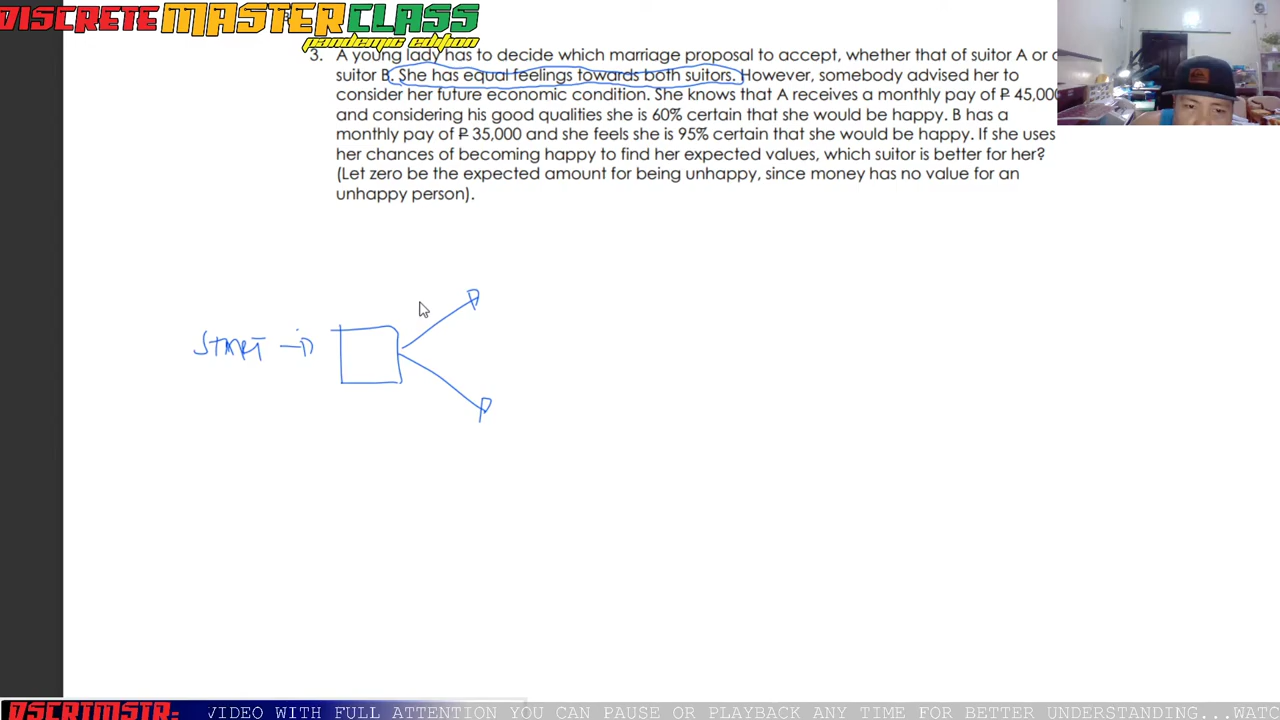 DISCRETE MASTERCLASS
pandemic edition
3. A young lady has to decide which marriage proposal to accept, whether that of suitor A or
suitor B. She has equal feelings towards both suitors. However, somebody advised her to
consider her future economic condition. She knows that A receives a monthly pay of ₱ 45,000
and considering his good qualities she is 60% certain that she would be happy. B has a
monthly pay of ₱ 35,000 and she feels she is 95% certain that she would be happy. If she uses
her chances of becoming happy to find her expected values, which suitor is better for her?
(Let zero be the expected amount for being unhappy, since money has no value for an
unhappy person).
START
DSCRTMSTR: VIDEO WITH FULL ATTENTION YOU CAN PAUSE OR PLAYBACK ANY TIME FOR BETTER UNDERSTANDING...WATC